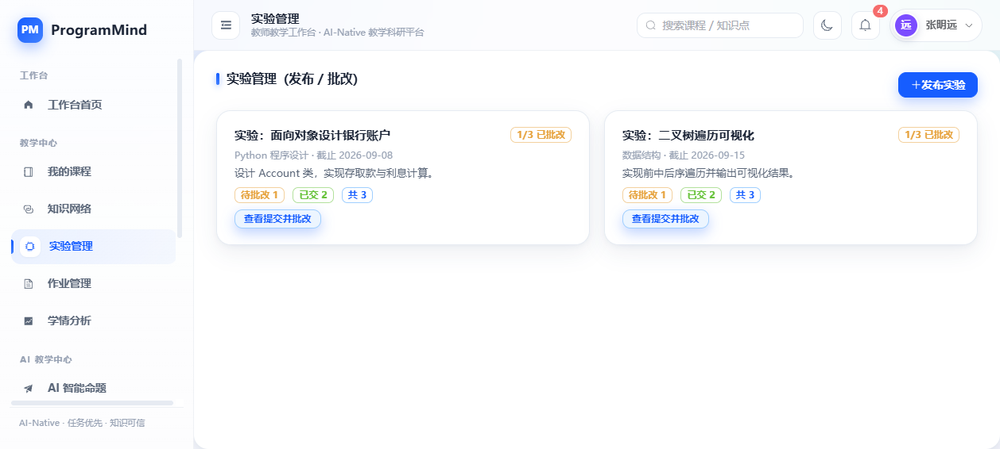 PM ProgramMind
工作台
工作台首页
教学中心
我的课程
知识网络
实验管理
作业管理
学情分析
AI 教学中心
AI 智能命题
AI-Native · 任务优先 · 知识可信
实验管理
教师教学工作台 · AI-Native 教学科研平台
搜索课程 / 知识点
4
远 张明远
实验管理（发布 / 批改）
＋发布实验
实验：面向对象设计银行账户
1/3 已批改
Python 程序设计 · 截止 2026-09-08
设计 Account 类，实现存取款与利息计算。
待批改 1 已交 2 共 3
查看提交并批改
实验：二叉树遍历可视化
1/3 已批改
数据结构 · 截止 2026-09-15
实现前中后序遍历并输出可视化结果。
待批改 1 已交 2 共 3
查看提交并批改